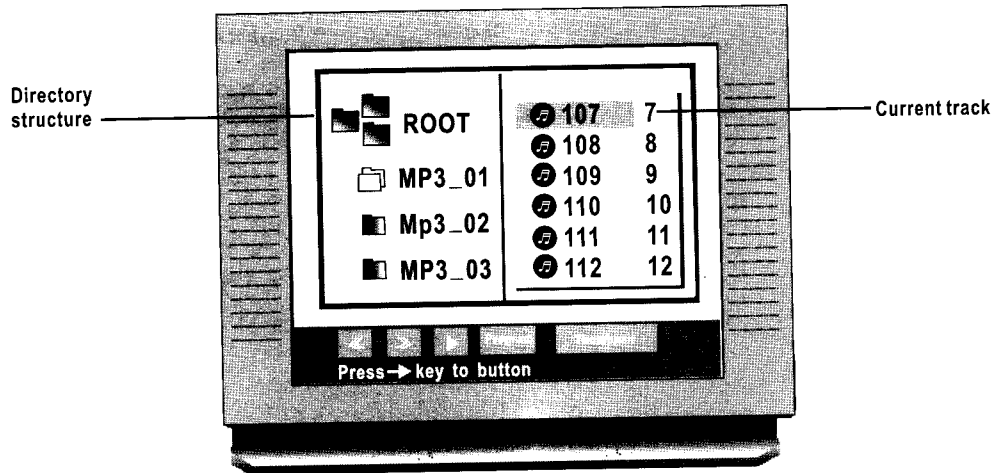 Directory
structure
ROOT
MP3_01
Mp3_02
MP3_03
107 7
108 8
109 9
110 10
111 11
112 12
Current track
Press → key to button